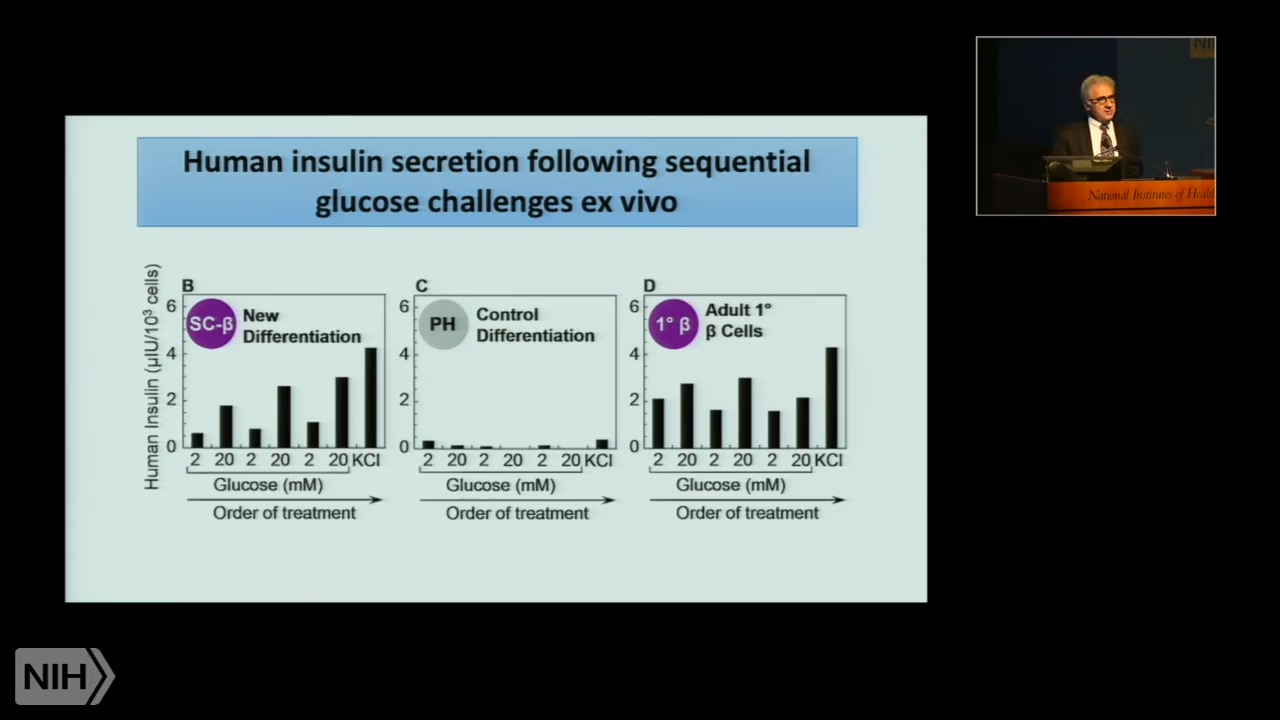 Human insulin secretion following sequential
glucose challenges ex vivo
Human Insulin (µIU/10³ cells)
B
6
4
2
0
SC-β
New
Differentiation
2 20 2 20 2 20 KCl
Glucose (mM)
Order of treatment
C
6
4
2
0
PH
Control
Differentiation
2 20 2 20 2 20 KCl
Glucose (mM)
Order of treatment
D
6
4
2
0
1° β
Adult 1°
β Cells
2 20 2 20 2 20 KCl
Glucose (mM)
Order of treatment
National Institutes of Healt
NIH